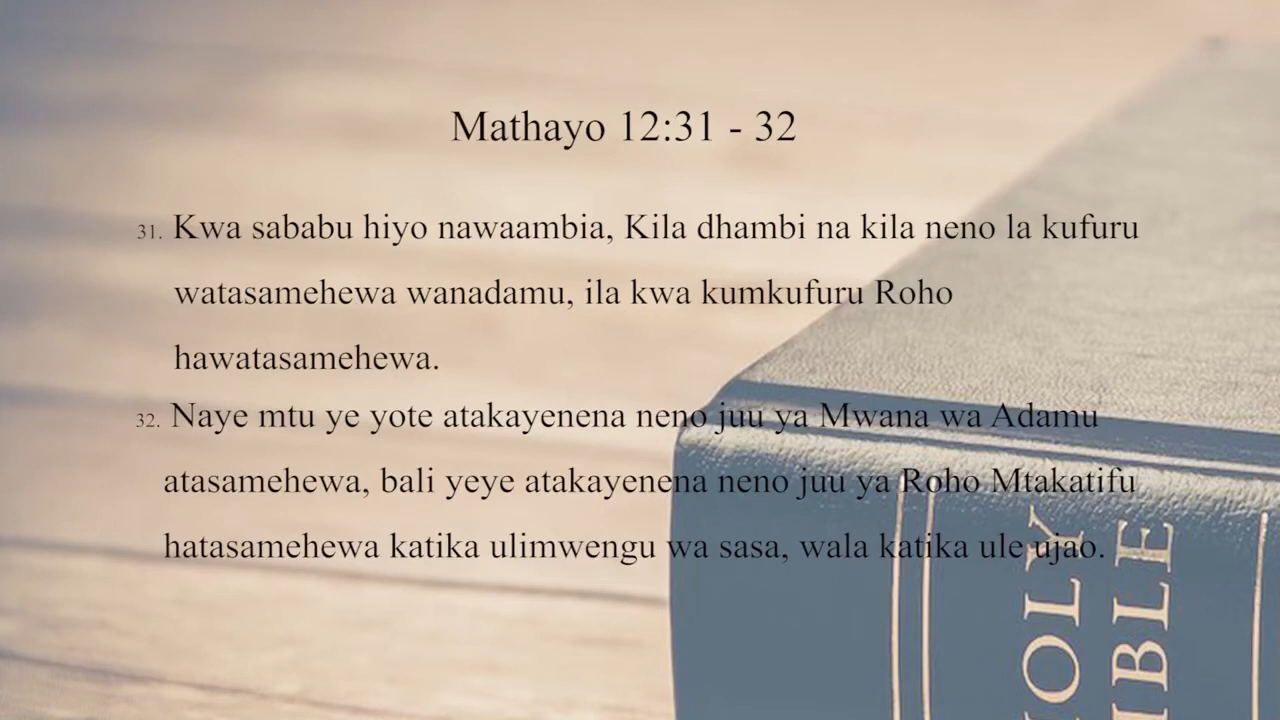 Mathayo 12:31 - 32
31. Kwa sababu hiyo nawaambia, Kila dhambi na kila neno la kufuru
watasamehewa wanadamu, ila kwa kumkufuru Roho
hawatasamehewa.
32. Naye mtu ye yote atakayenena neno juu ya Mwana wa Adamu
atasamehewa, bali yeye atakayenena neno juu ya Roho Mtakatifu
hatasamehewa katika ulimwengu wa sasa, wala katika ule ujao.
OLY
IBLE